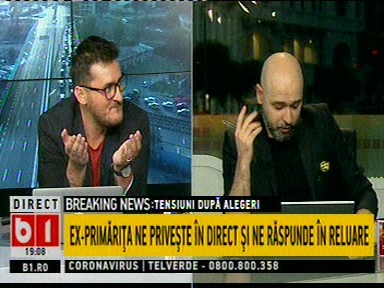 DIRECT
BREAKING NEWS: TENSIUNI DUPĂ ALEGERI
b1
19:08
EX-PRIMĂRIȚA NE PRIVEȘTE ÎN DIRECT ȘI NE RĂSPUNDE ÎN RELUARE
B1.RO
CORONAVIRUS | TELVERDE - 0800.800.358